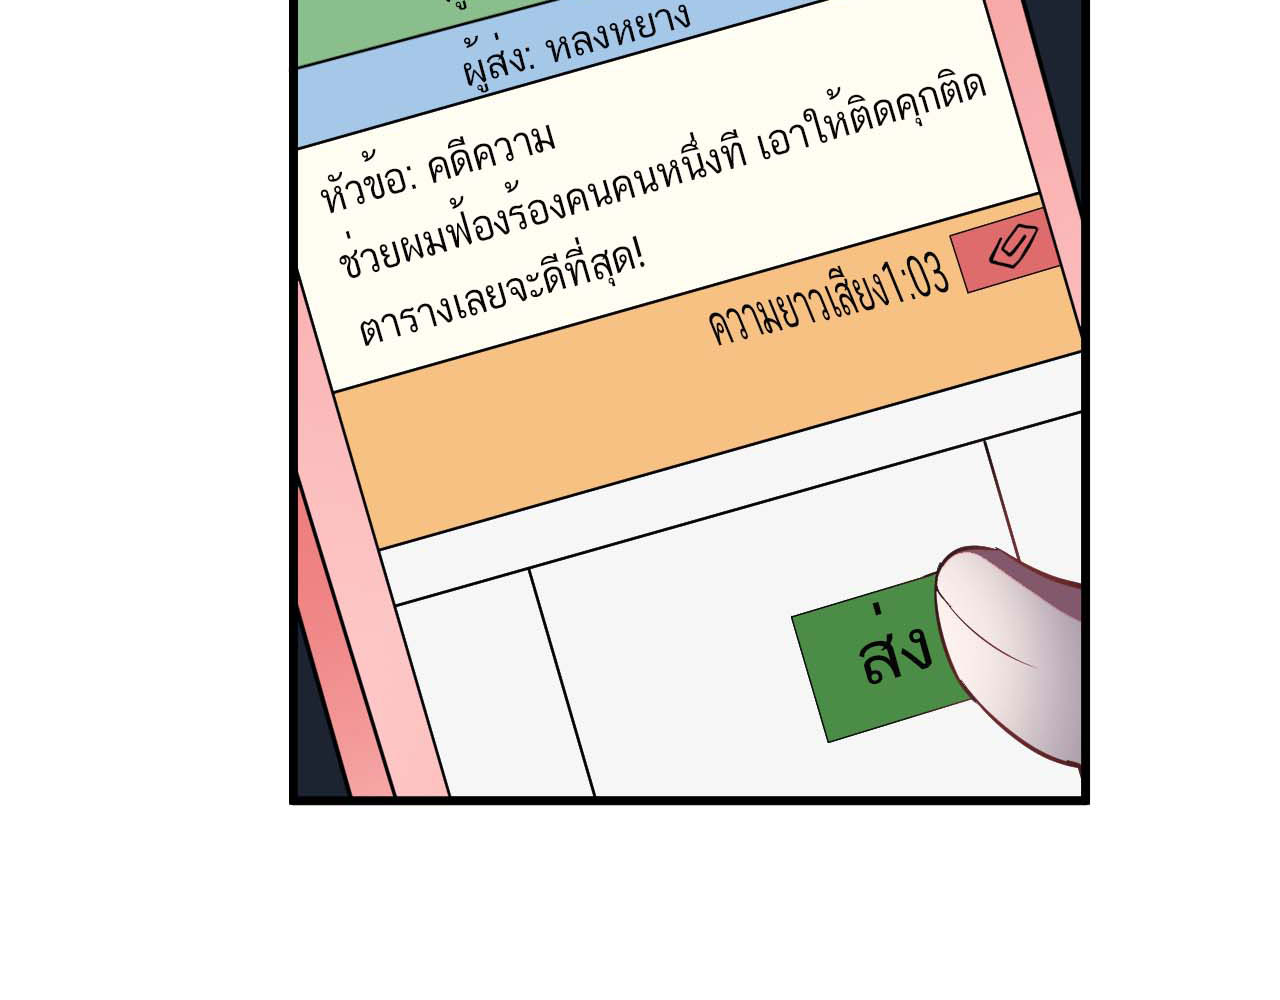 ผู้ส่ง: หลงหยาง
หัวข้อ: คดีความ
ช่วยผมฟ้องร้องคนคนหนึ่งที เอาให้ติดคุกติด
ตารางเลยจะดีที่สุด!
ความยาวเสียง1:03
ส่ง